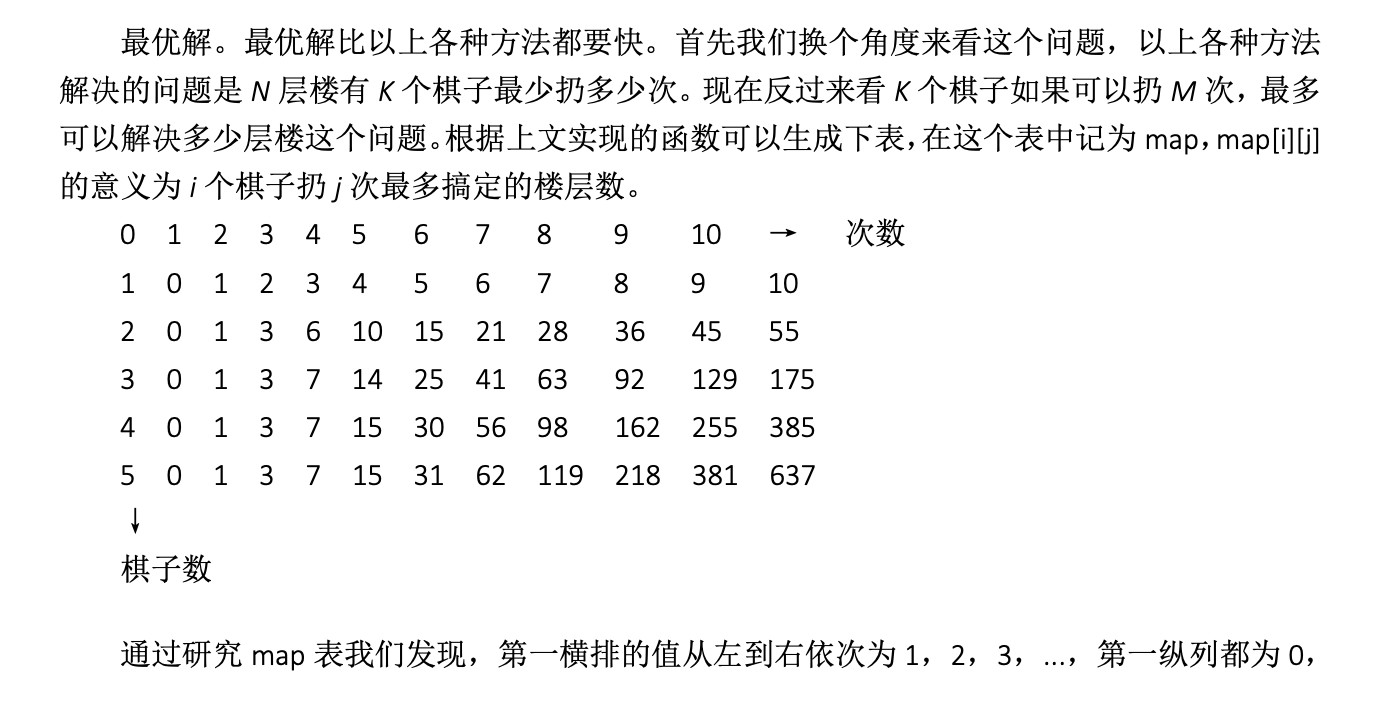 最优解。最优解比以上各种方法都要快。首先我们换个角度来看这个问题，以上各种方法
解决的问题是 N 层楼有 K 个棋子最少扔多少次。现在反过来看 K 个棋子如果可以扔 M 次，最多
可以解决多少层楼这个问题。根据上文实现的函数可以生成下表，在这个表中记为 map，map[i][j]
的意义为 i 个棋子扔 j 次最多搞定的楼层数。
0 1 2 3 4 5 6 7 8 9 10 → 次数
1 0 1 2 3 4 5 6 7 8 9 10
2 0 1 3 6 10 15 21 28 36 45 55
3 0 1 3 7 14 25 41 63 92 129 175
4 0 1 3 7 15 30 56 98 162 255 385
5 0 1 3 7 15 31 62 119 218 381 637
↓
棋子数
通过研究 map 表我们发现，第一横排的值从左到右依次为 1，2，3，...，第一纵列都为 0，